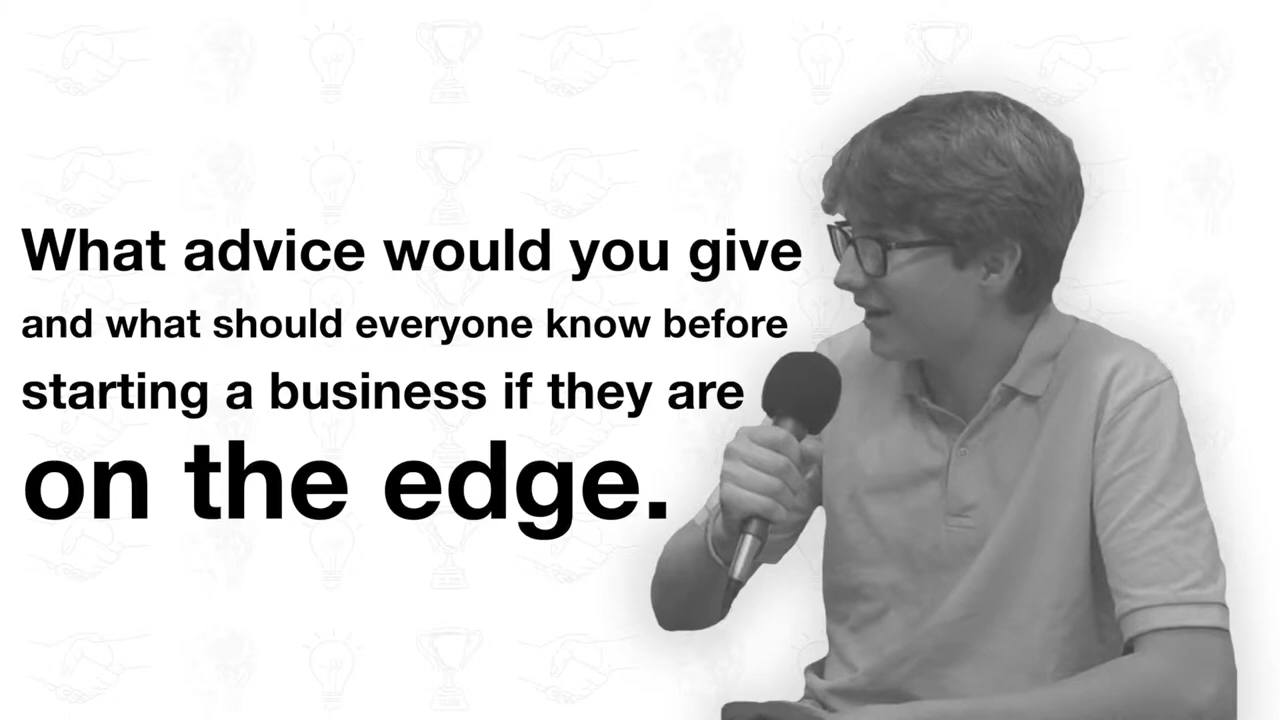 What advice would you give
and what should everyone know before
starting a business if they are
on the edge.